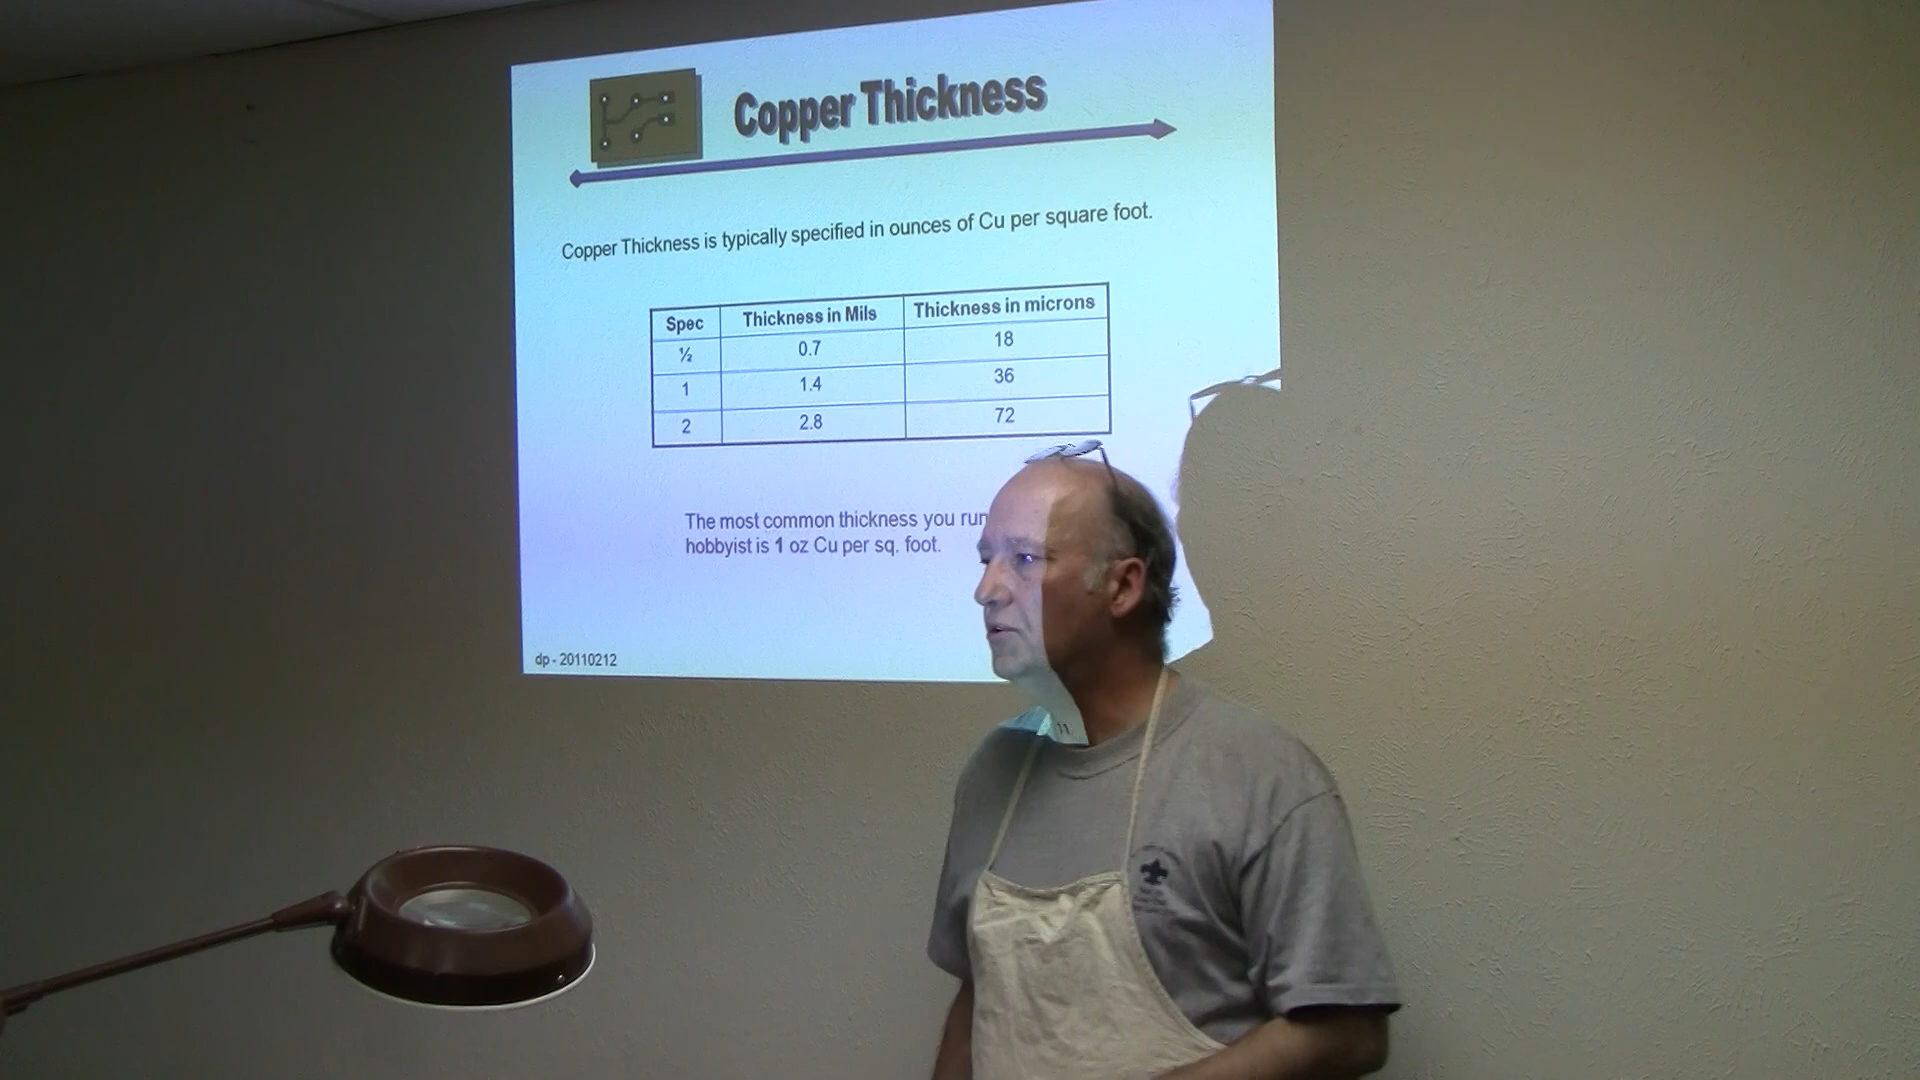 Copper Thickness
Copper Thickness is typically specified in ounces of Cu per square foot.
Spec Thickness in Mils Thickness in microns
½ 0.7 18
1 1.4 36
2 2.8 72
The most common thickness you run
hobbyist is 1 oz Cu per sq. foot.
dp - 20110212
11